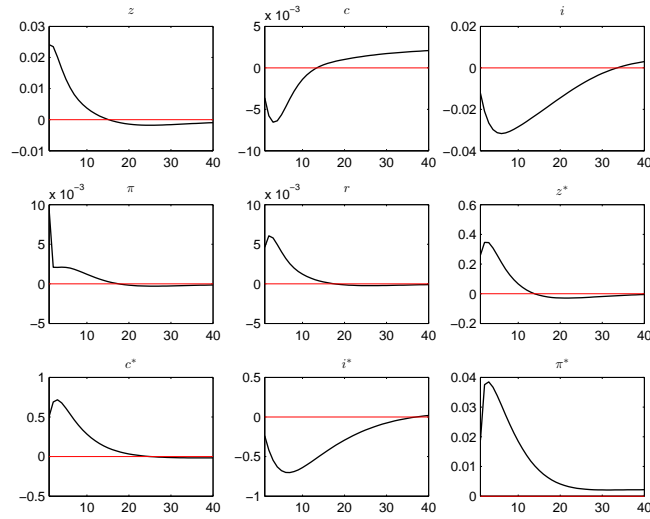 z c i
0.03 0.02 0.01 0 −0.01 10 20 30 40
x 10⁻³ 5 0 −5 −10 10 20 30 40
0.02 0 −0.02 −0.04 10 20 30 40
π r z*
x 10⁻³ 10 5 0 −5 10 20 30 40
x 10⁻³ 10 5 0 −5 10 20 30 40
0.6 0.4 0.2 0 −0.2 10 20 30 40
c* i* π*
1 0.5 0 −0.5 10 20 30 40
0.5 0 −0.5 −1 10 20 30 40
0.04 0.03 0.02 0.01 0 10 20 30 40